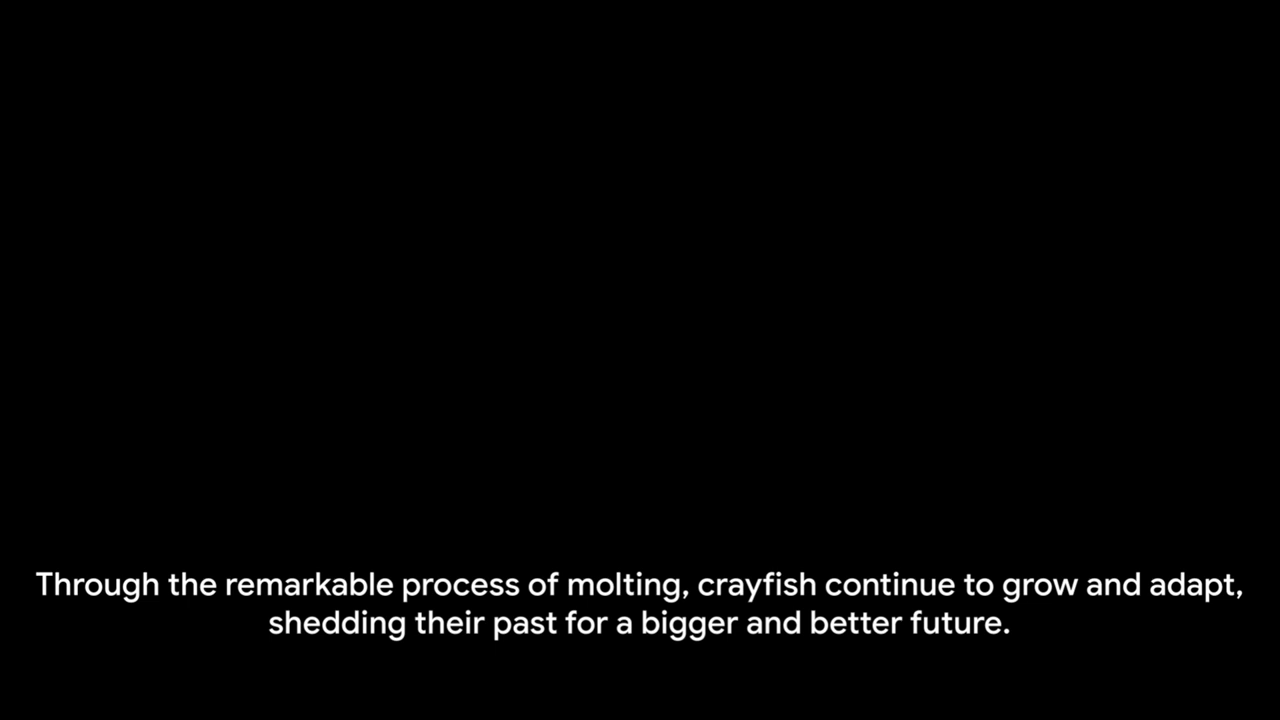 Through the remarkable process of molting, crayfish continue to grow and adapt,
shedding their past for a bigger and better future.